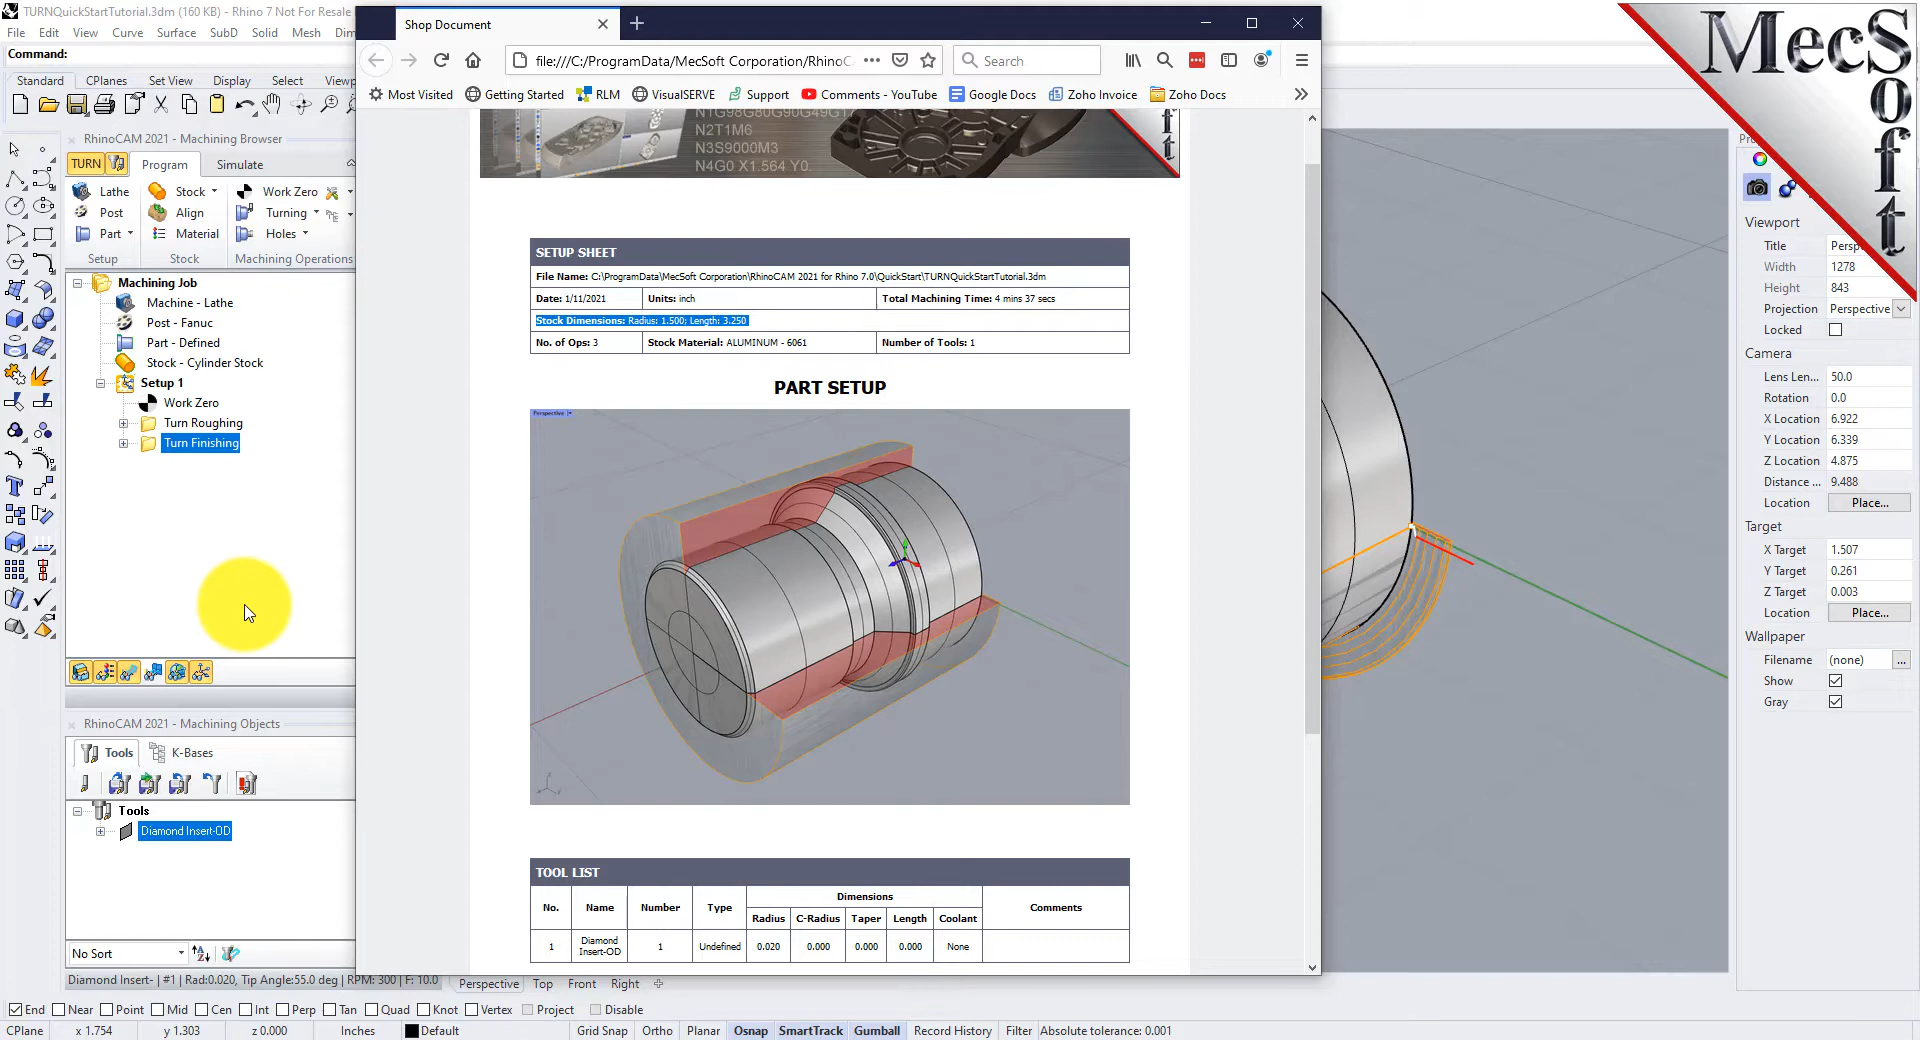 TURNQuickStartTutorial.3dm (160 KB) - Rhino 7 Not For Resale
File Edit View Curve Surface SubD Solid Mesh
Command:
Standard CPlanes Set View Display Select
RhinoCAM 2021 - Machining Browser
TURN Program Simulate
Lathe Stock Work Zero
Post Align Turning
Part Material Holes
Setup Stock Machining Operations
Machining Job
Machine - Lathe
Post - Fanuc
Part - Defined
Stock - Cylinder Stock
Setup 1
Work Zero
Turn Roughing
Turn Finishing
RhinoCAM 2021 - Machining Objects
Tools K-Bases
Tools
Diamond Insert-OD
No Sort
Diamond Insert- | #1 | Rad:0.020, Tip Angle:55.0 deg | RPM: 300 | F: 10.0
Shop Document
file:///C:/ProgramData/MecSoft Corporation/RhinoC
Search
Most Visited Getting Started RLM VisualSERVE Support Comments - YouTube Google Docs Zoho Invoice Zoho Docs
N2T1M6
N3S9000M3
N4G0 X1.564 Y0.
SETUP SHEET
File Name: C:\ProgramData\MecSoft Corporation\RhinoCAM 2021 for Rhino 7.0\QuickStart\TURNQuickStartTutorial.3dm
Date: 1/11/2021 Units: inch Total Machining Time: 4 mins 37 secs
Stock Dimensions: Radius: 1.500; Length: 3.250
No. of Ops: 3 Stock Material: ALUMINUM - 6061 Number of Tools: 1
PART SETUP
Perspective
TOOL LIST
No. Name Number Type Dimensions Comments
Radius C-Radius Taper Length Coolant
1 Diamond Insert-OD 1 Undefined 0.020 0.000 0.000 0.000 None
Perspective Top Front Right
MecSoft
Viewport
Title
Width 1278
Height 843
Projection Perspective
Locked
Camera
Lens Len... 50.0
Rotation 0.0
X Location 6.922
Y Location 6.339
Z Location 4.875
Distance ... 9.488
Location Place...
Target
X Target 1.507
Y Target 0.261
Z Target 0.003
Location Place...
Wallpaper
Filename (none) ...
Show
Gray
End Near Point Mid Cen Int Perp Tan Quad Knot Vertex Project Disable
CPlane x 1.754 y 1.303 z 0.000 Inches Default Grid Snap Ortho Planar Osnap SmartTrack Gumball Record History Filter Absolute tolerance: 0.001